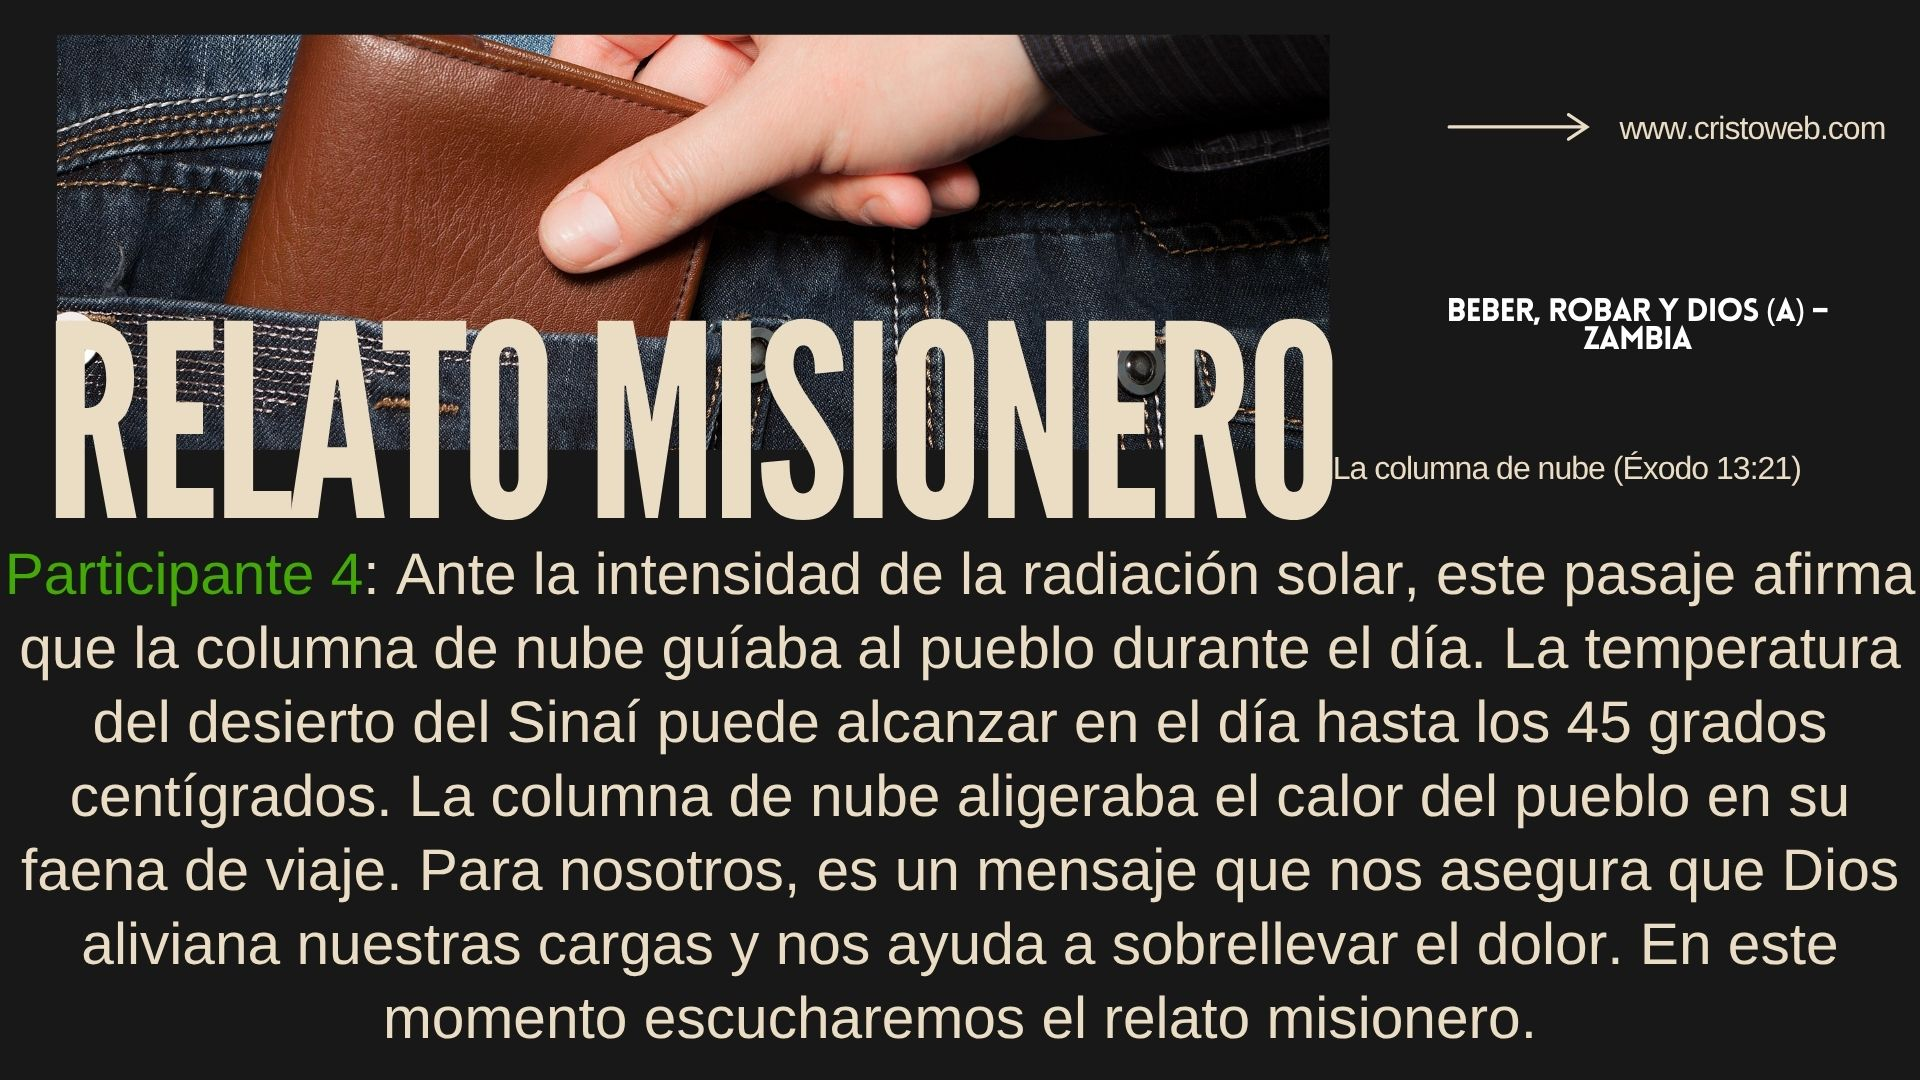 www.cristoweb.com
BEBER, ROBAR Y DIOS (A) –
ZAMBIA
RELATO MISIONERO
La columna de nube (Éxodo 13:21)
Participante 4: Ante la intensidad de la radiación solar, este pasaje afirma
que la columna de nube guíaba al pueblo durante el día. La temperatura
del desierto del Sinaí puede alcanzar en el día hasta los 45 grados
centígrados. La columna de nube aligeraba el calor del pueblo en su
faena de viaje. Para nosotros, es un mensaje que nos asegura que Dios
aliviana nuestras cargas y nos ayuda a sobrellevar el dolor. En este
momento escucharemos el relato misionero.